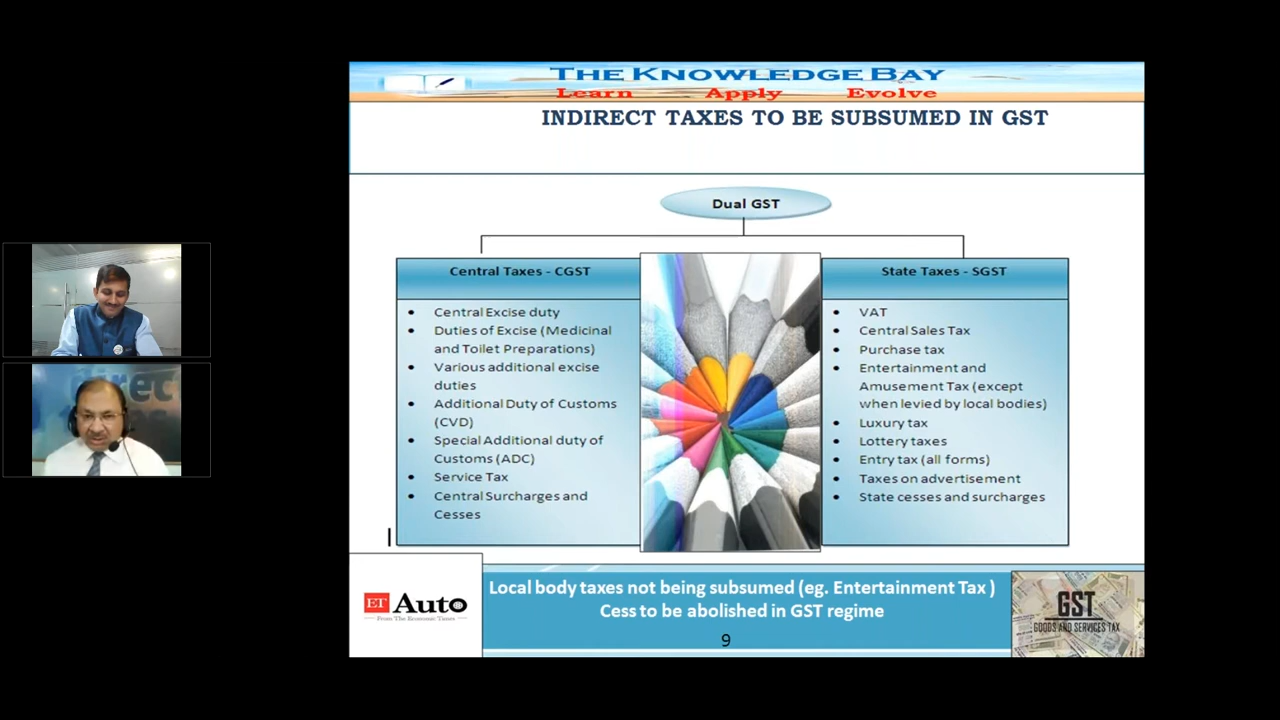 THE KNOWLEDGE BAY
Learn Apply Evolve
INDIRECT TAXES TO BE SUBSUMED IN GST
Dual GST
Central Taxes - CGST
• Central Excise duty
• Duties of Excise (Medicinal
and Toilet Preparations)
• Various additional excise
duties
• Additional Duty of Customs
(CVD)
• Special Additional duty of
Customs (ADC)
• Service Tax
• Central Surcharges and
Cesses
State Taxes - SGST
• VAT
• Central Sales Tax
• Purchase tax
• Entertainment and
Amusement Tax (except
when levied by local bodies)
• Luxury tax
• Lottery taxes
• Entry tax (all forms)
• Taxes on advertisement
• State cesses and surcharges
ET Auto
From The Economic Times
Local body taxes not being subsumed (eg. Entertainment Tax )
Cess to be abolished in GST regime
9
GST
GOODS AND SERVICES TAX